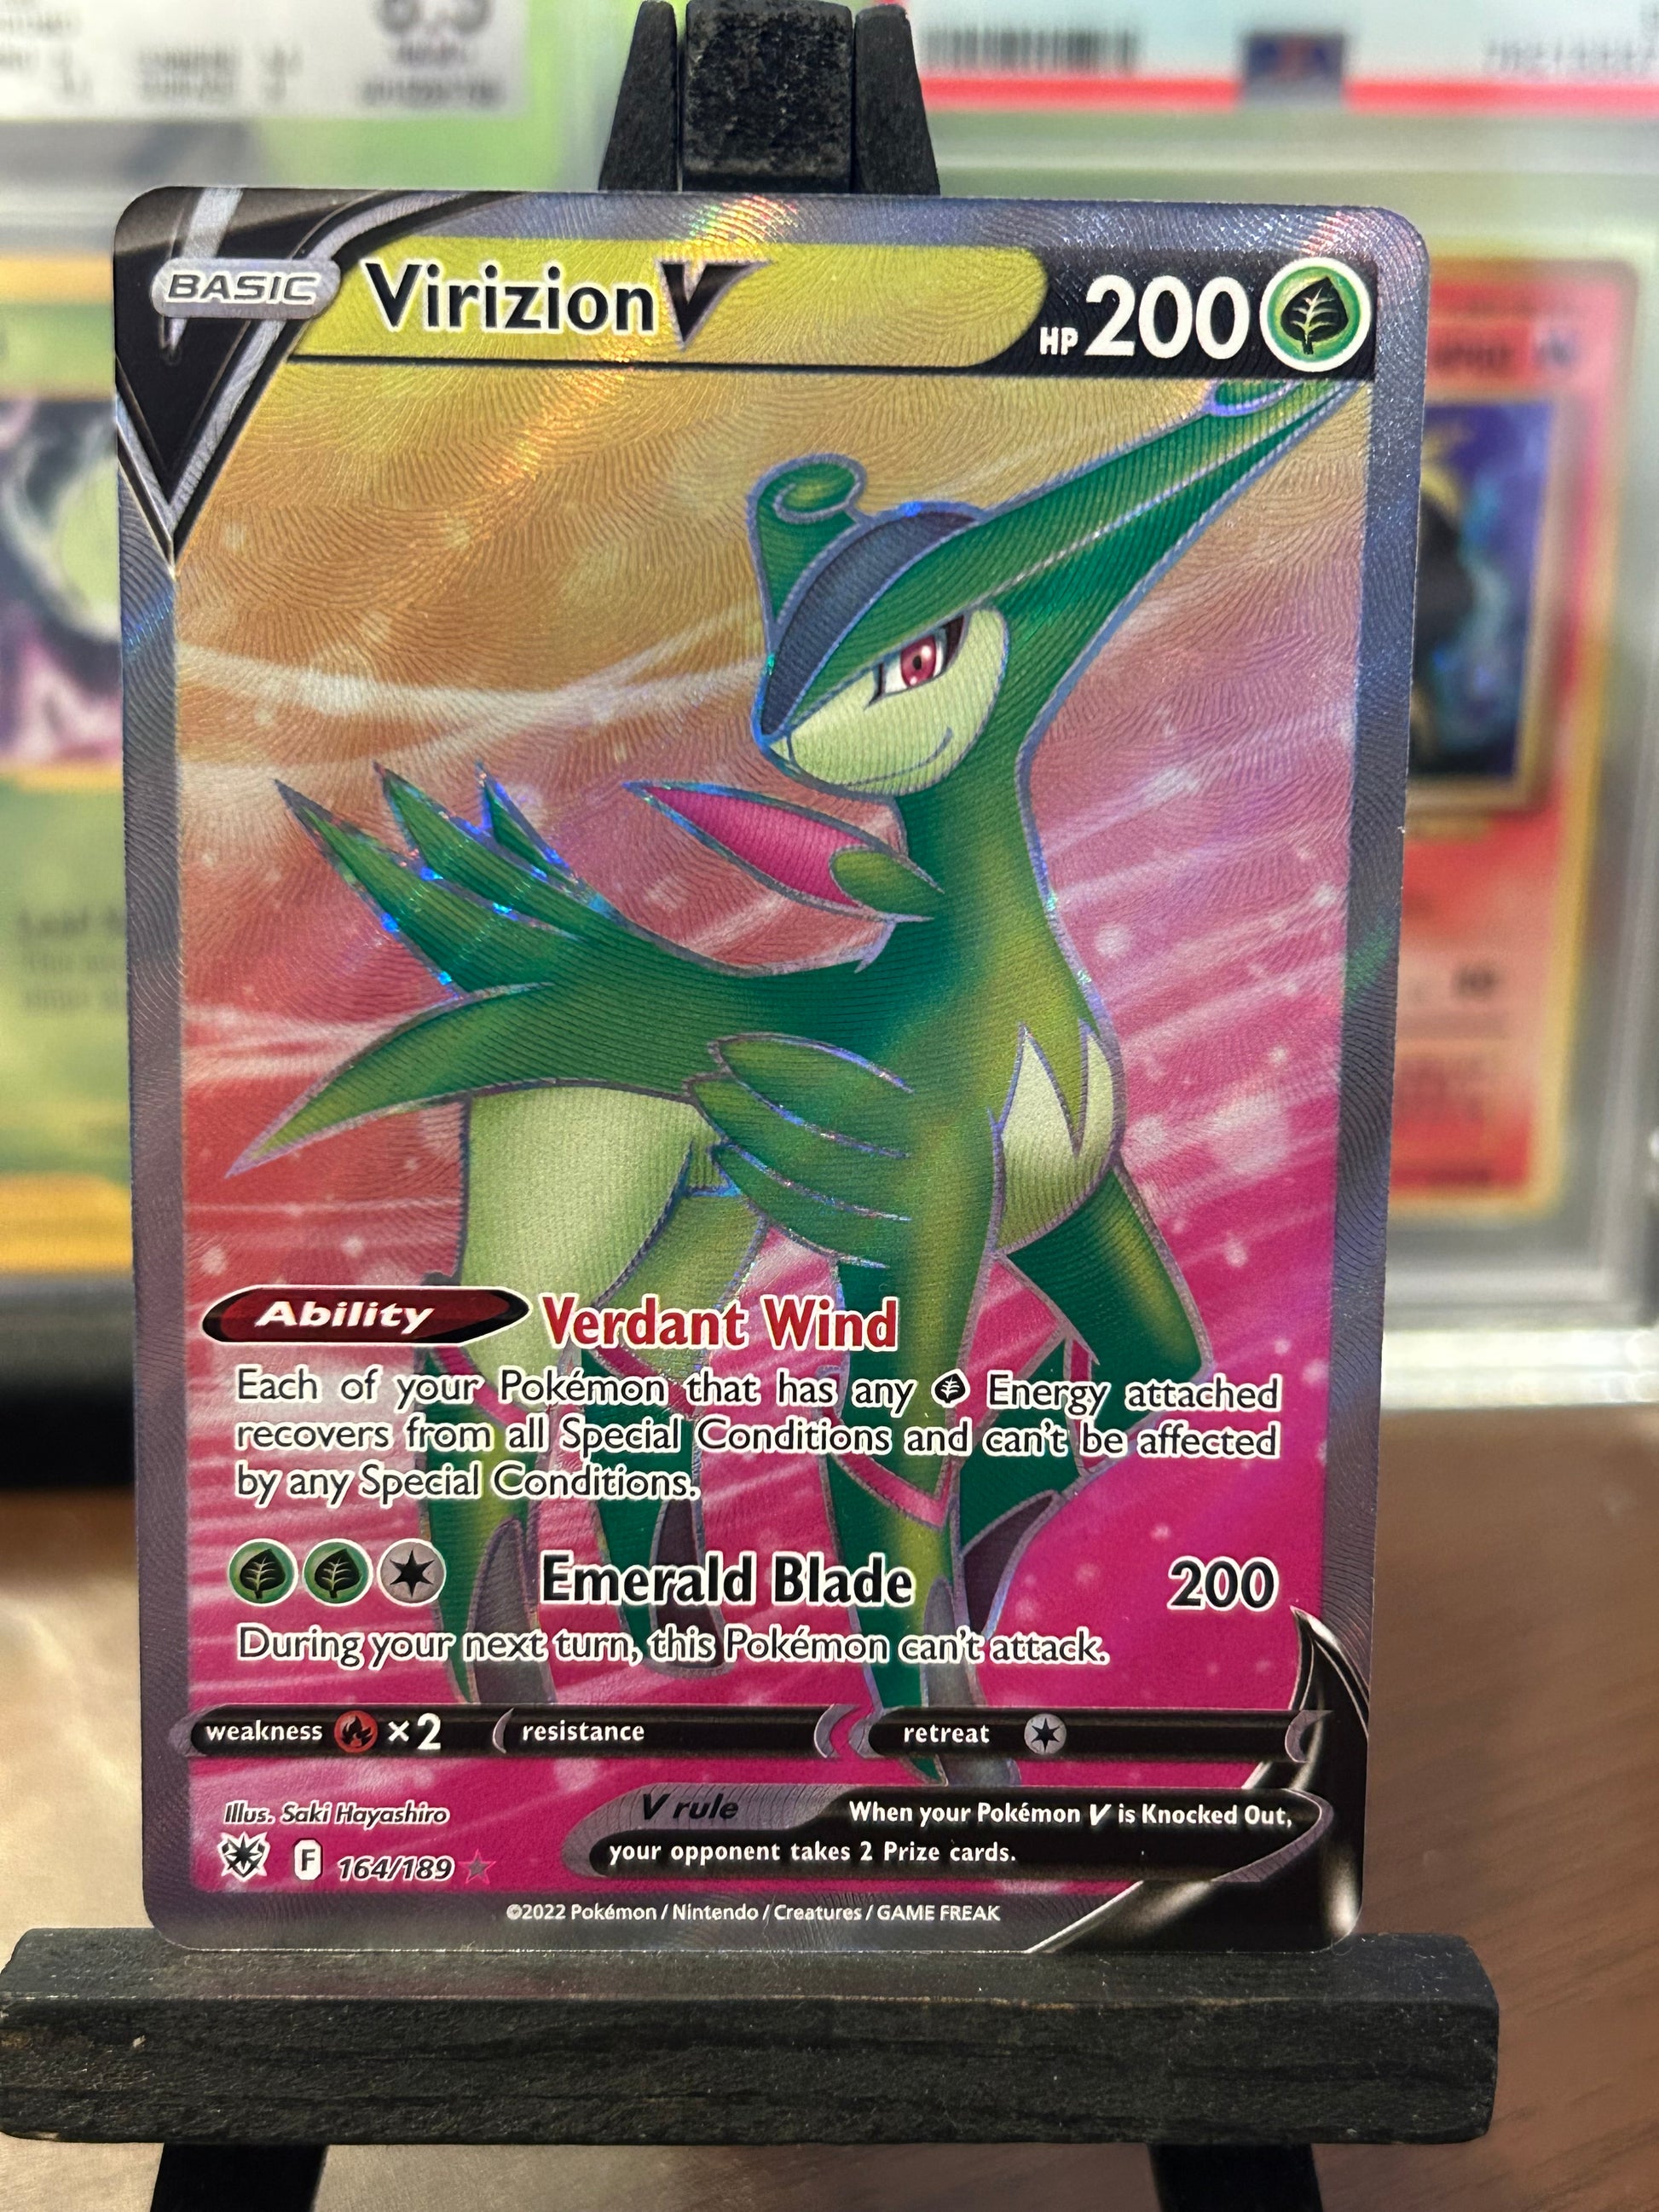 BASIC Virizion V HP 200
Ability Verdant Wind
Each of your Pokémon that has any Energy attached
recovers from all Special Conditions and can't be affected
by any Special Conditions.
Emerald Blade 200
During your next turn, this Pokémon can't attack.
weakness ×2 resistance retreat
Illus. Saki Hayashiro
V rule When your Pokémon V is Knocked Out,
your opponent takes 2 Prize cards.
F 164/189
©2022 Pokémon / Nintendo / Creatures / GAME FREAK